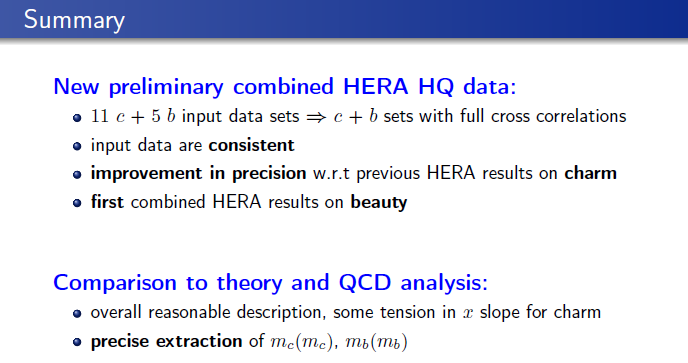 Summary
New preliminary combined HERA HQ data:
11 c + 5 b input data sets ⇒ c + b sets with full cross correlations
input data are consistent
improvement in precision w.r.t previous HERA results on charm
first combined HERA results on beauty
Comparison to theory and QCD analysis:
overall reasonable description, some tension in x slope for charm
precise extraction of m_c(m_c), m_b(m_b)